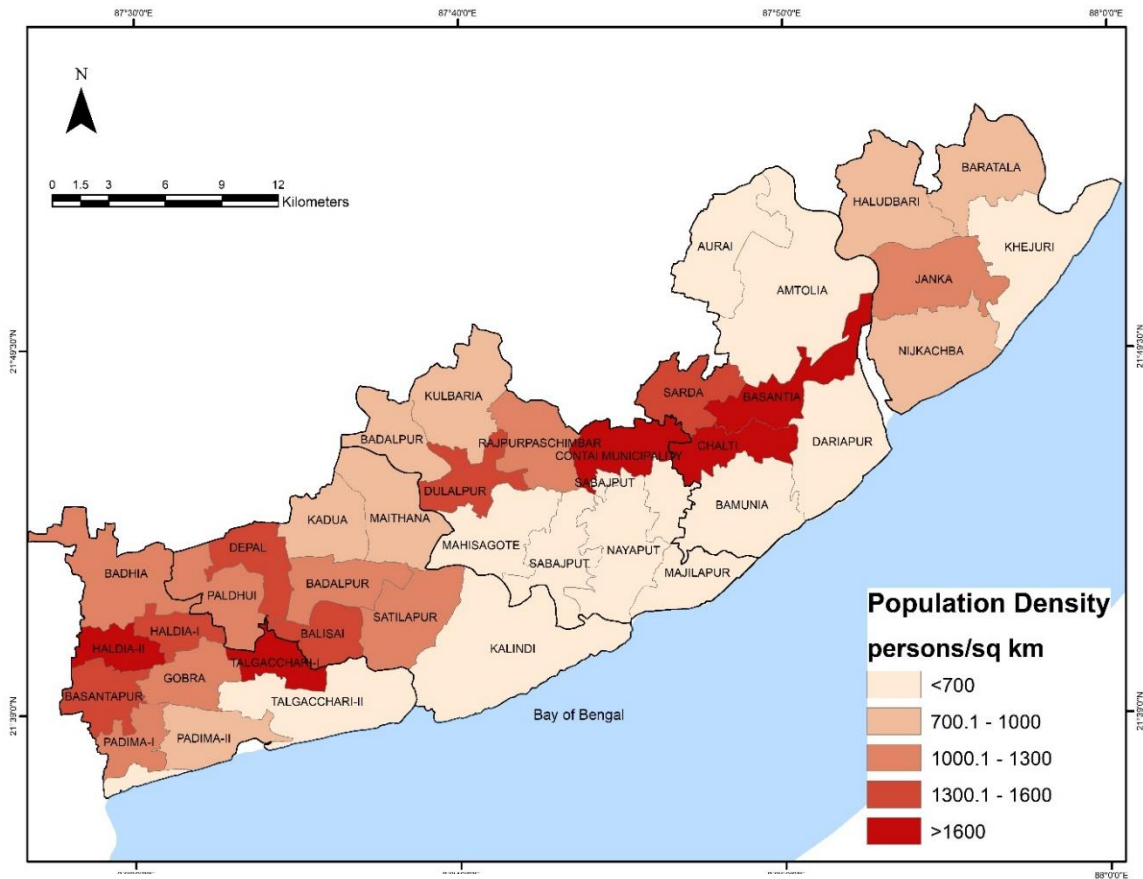 87°30'0"E
87°40'0"E
87°50'0"E
88°0'0"E
N
0 1.5 3 6 9 12
Kilometers
BARATALA
HALUDBARI
AURAI
KHEJURI
JANKA
AMTOLIA
21°49'30"N
21°49'30"N
NIJKACHBA
KULBARIA
SARDA
BASANTIA
BADALPUR
RAJPUR
PASCHIMBAR
DARIAPUR
CHALTI
CONTAI MUNICIPALITY
SABAJPUT
DULALPUR
BAMUNIA
KADUA
MAITHANA
MAHISAGOTE
DEPAL
NAYAPUT
SABAJPUT
MAJILAPUR
BADHIA
BADALPUR
PALDHUI
SATILAPUR
HALDIA-I
BALISAI
HALDIA-II
KALINDI
TALGACCHARI-I
GOBRA
BASANTAPUR
TALGACCHARI-II
21°39'0"N
Bay of Bengal
21°39'0"N
PADIMA-I
PADIMA-II
Population Density
persons/sq km
<700
700.1 - 1000
1000.1 - 1300
1300.1 - 1600
>1600
88°0'0"E